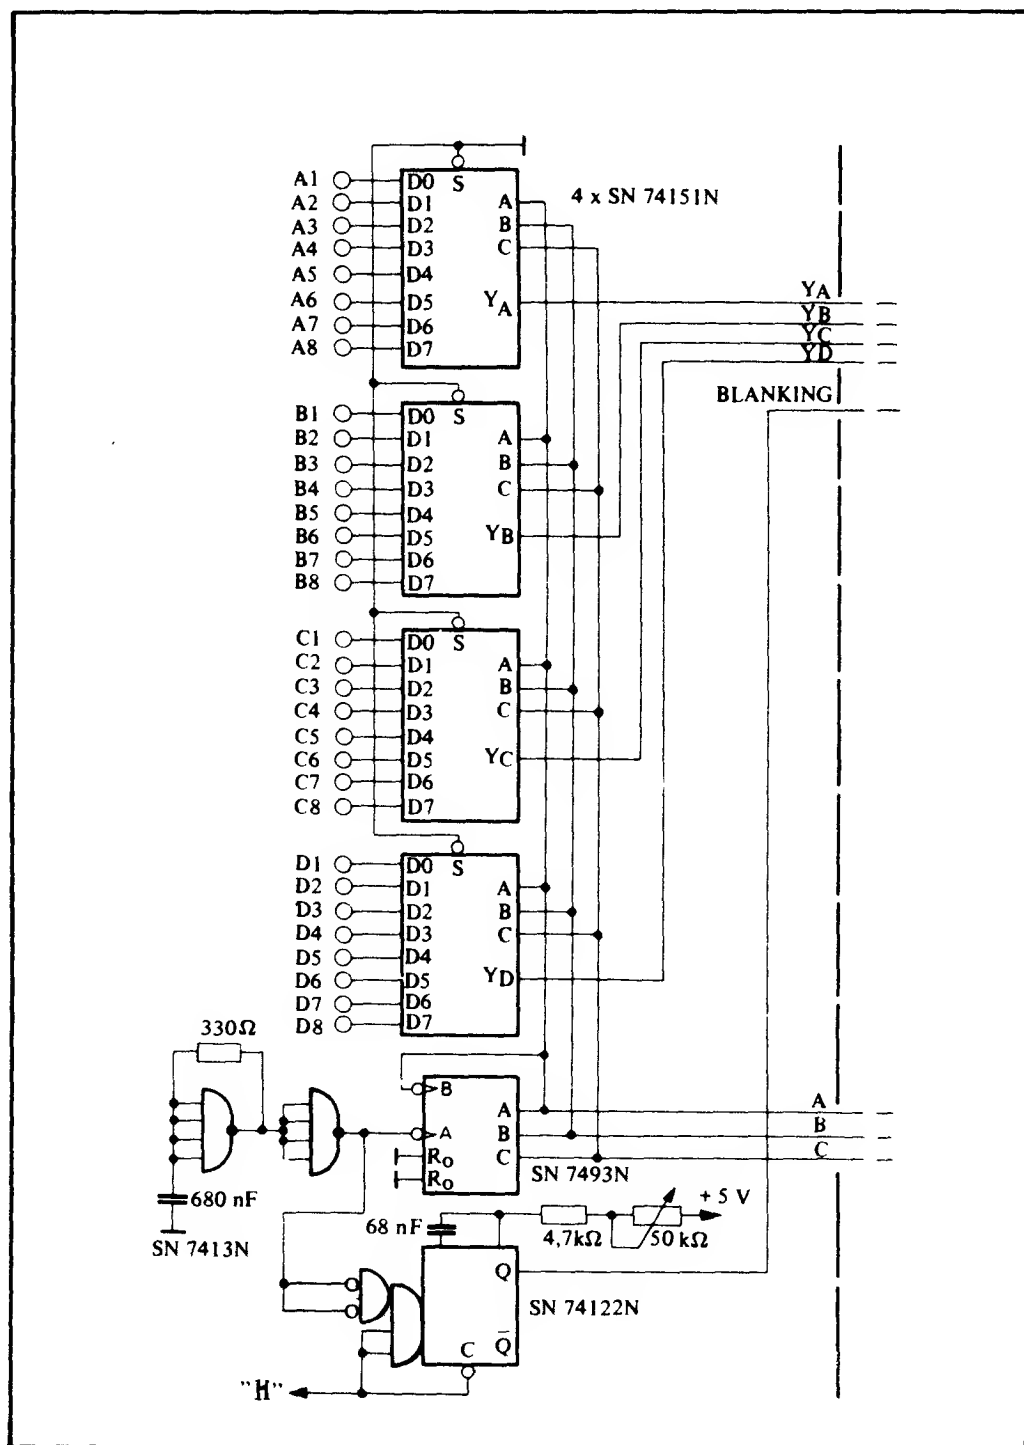 S
4 x SN 74151N
A1 D0 A
A2 D1 B
A3 D2 C
A4 D3
A5 D4
A6 D5 YA
A7 D6
A8 D7
YA
YB
YC
YD
BLANKING
S
B1 D0
B2 D1 A
B3 D2 B
B4 D3 C
B5 D4
B6 D5 YB
B7 D6
B8 D7
S
C1 D0
C2 D1 A
C3 D2 B
C4 D3 C
C5 D4
C6 D5 YC
C7 D6
C8 D7
S
D1 D0
D2 D1 A
D3 D2 B
D4 D3 C
D5 D4
D6 D5 YD
D7 D6
D8 D7
330Ω
B
A A
A B B
R0 C C
R0
SN 7493N
680 nF
SN 7413N
68 nF
4,7kΩ
50 kΩ
+ 5 V
Q
SN 74122N
C Q̅
"H"